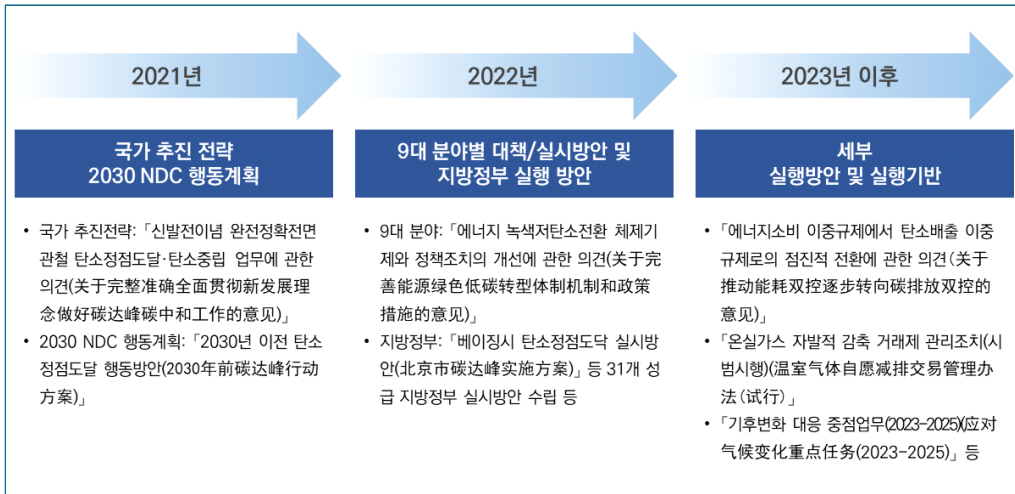 2021년
국가 추진 전략
2030 NDC 행동계획
• 국가 추진전략: 「신발전이념 완전정확전면
관철 탄소정점도달·탄소중립 업무에 관한
의견(关于完整准确全面贯彻新发展理
念做好碳达峰碳中和工作的意见)」
• 2030 NDC 행동계획: 「2030년 이전 탄소
정점도달 행동방안(2030年前碳达峰行动
方案)」
2022년
9대 분야별 대책/실시방안 및
지방정부 실행 방안
• 9대 분야: 「에너지 녹색저탄소전환 체제기
제와 정책조치의 개선에 관한 의견(关于完
善能源绿色低碳转型体制机制和政策
措施的意见)」
• 지방정부: 「베이징시 탄소정점도닥 실시방
안(北京市碳达峰实施方案)」 등 31개 성
급 지방정부 실시방안 수립 등
2023년 이후
세부
실행방안 및 실행기반
• 「에너지소비 이중규제에서 탄소배출 이중
규제로의 점진적 전환에 관한 의견(关于
推动能耗双控逐步转向碳排放双控的
意见)」
• 「온실가스 자발적 감축 거래제 관리조치(시
범시행)(温室气体自愿减排交易管理办
法(试行)」
• 「기후변화 대응 중점업무(2023-2025)(应对
气候变化重点任务(2023-2025)」 등